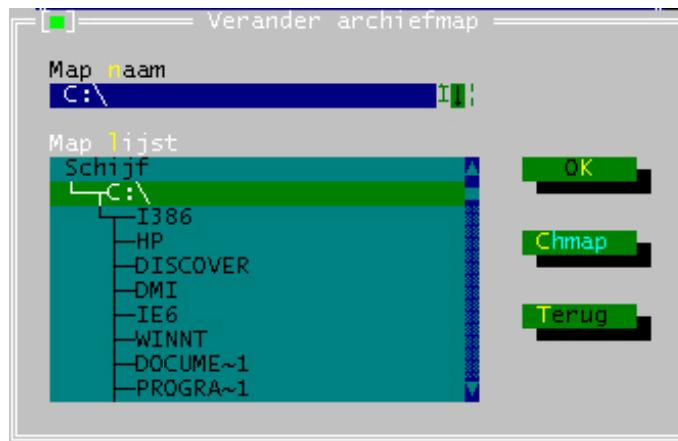 Verander archiefmap
Map naam
C:\
Map lijst
Schijf
C:\
I386
HP
DISCOVER
DMI
IE6
WINNT
DOCUME~1
PROGRA~1
OK
Chmap
Terug